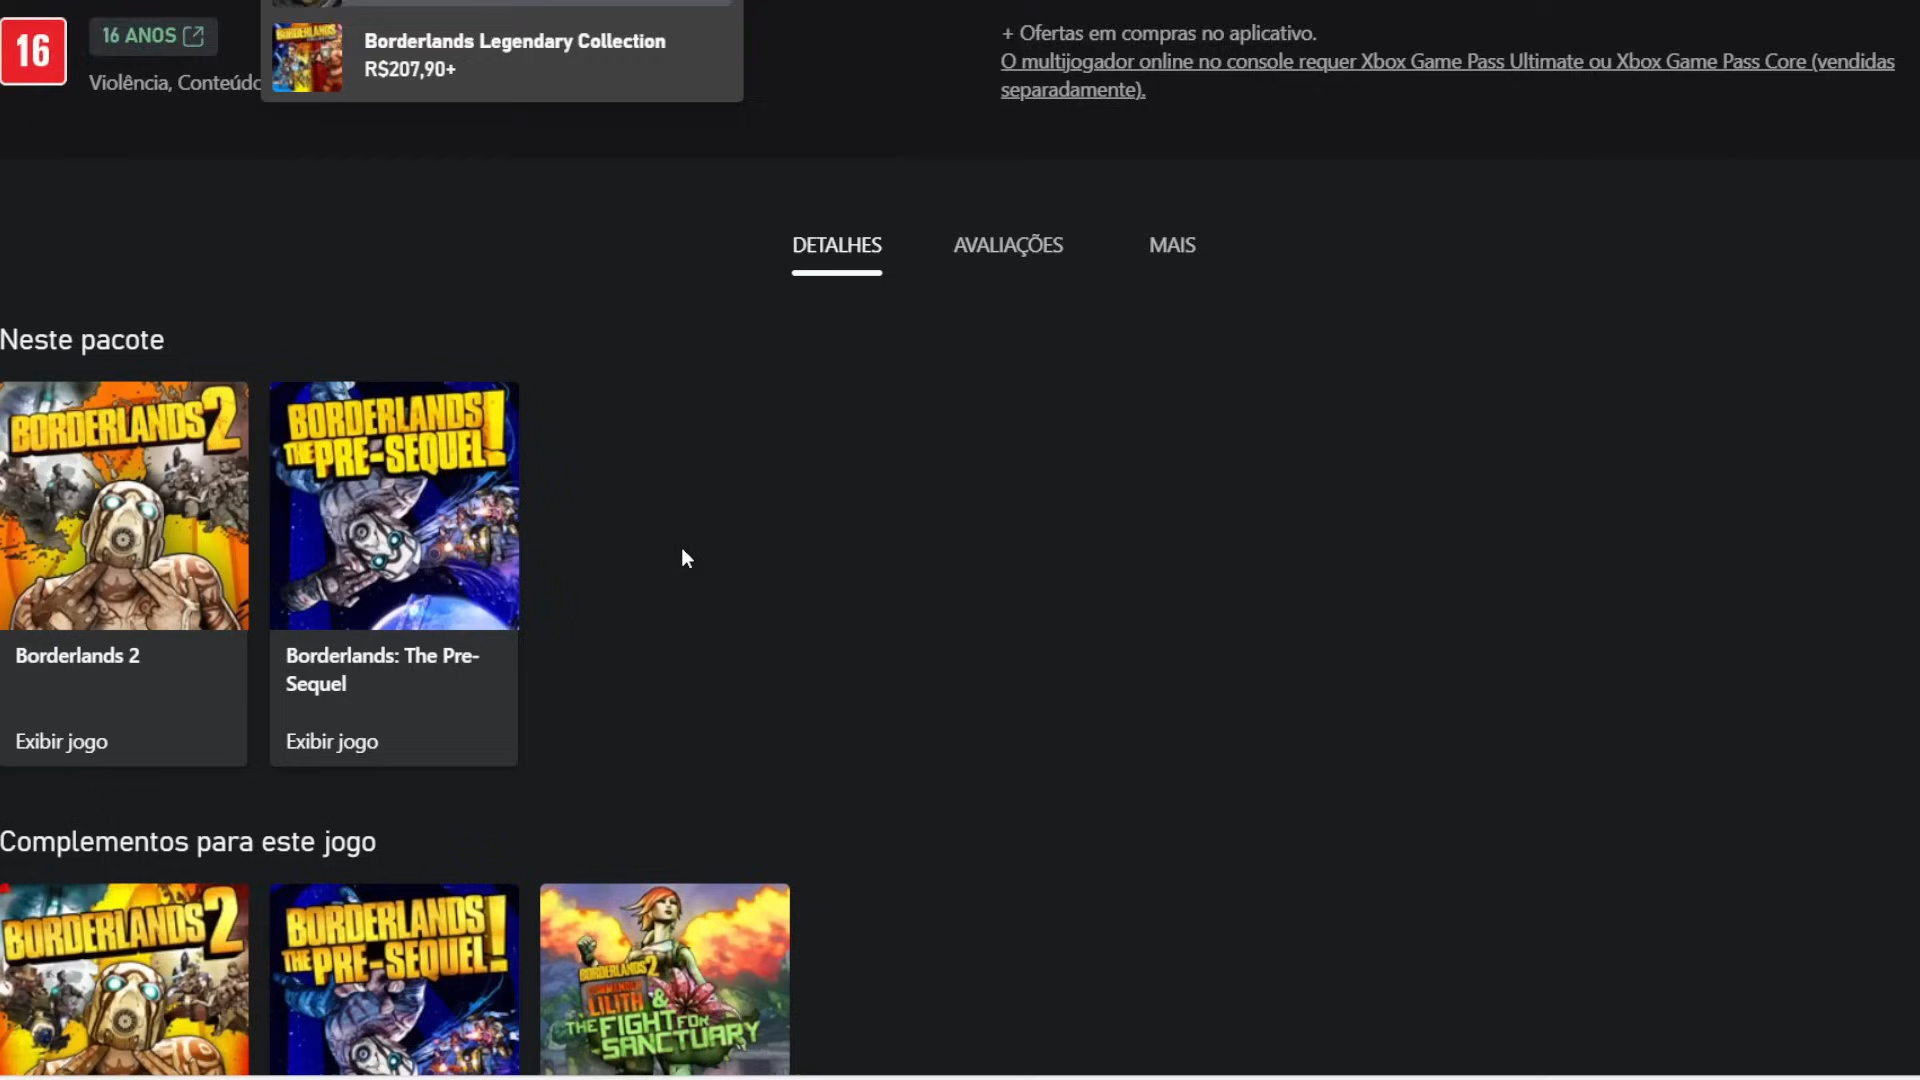 16
16 ANOS
Violência, Conteúdo
BORDERLANDS
Borderlands Legendary Collection
R$207,90+
+ Ofertas em compras no aplicativo.
O multijogador online no console requer Xbox Game Pass Ultimate ou Xbox Game Pass Core (vendidas
separadamente).
DETALHES
AVALIAÇÕES
MAIS
Neste pacote
BORDERLANDS 2
BORDERLANDS
THE PRE-SEQUEL!
Borderlands 2
Exibir jogo
Borderlands: The Pre-
Sequel
Exibir jogo
Complementos para este jogo
BORDERLANDS 2
BORDERLANDS
THE PRE-SEQUEL!
BORDERLANDS 2
COMMANDER
LILITH &
THE FIGHT FOR
SANCTUARY